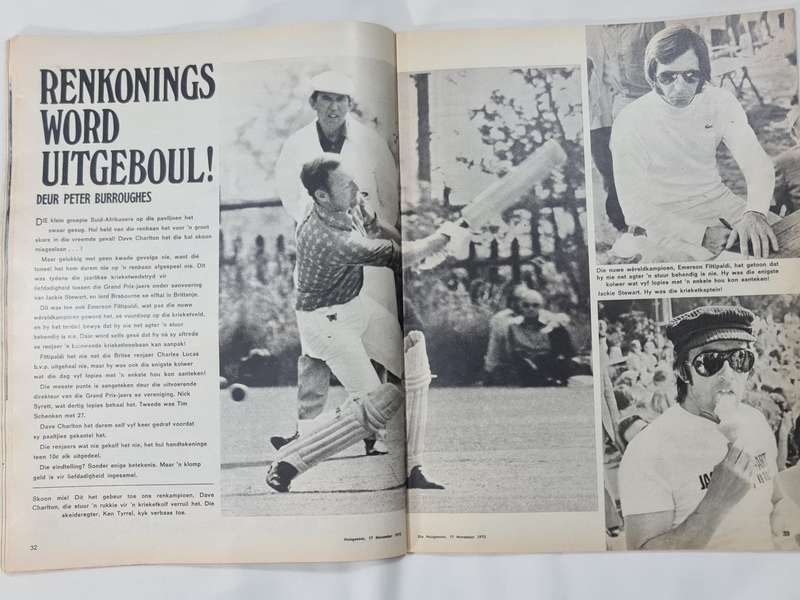 RENKONINGS
WORD
UITGEBOUL!
DEUR PETER BURROUGHES
DIE klein groepie Suid-Afrikaners op die paviljoen het
swaar gesug. Hul held van die renbaan het voor 'n groot
skare in die vreemde geval! Dave Charlton het die bal skoon
misgeslaan . . . !
Maar gelukkig met geen kwade gevolge nie, want dié
toneel het hom darem nie op 'n renbaan afgespeel nie. Dit
was tydens die jaarlikse krieketwedstryd vir
liefdadigheid tussen die Grand Prix-jaers onder aanvoering
van Jackie Stewart, en lord Brabourne se elftal in Brittanje.
Dit was toe ook Emerson Fittipaldi, wat pas die nuwe
wêreldkampioen geword het, se vuurdoop op die krieketveld,
en hy het terdeë bewys dat hy nie net agter 'n stuur
behendig is nie. Daar word selfs gesê dat hy na sy aftrede
as renjaer 'n krieketloopbaan kan aanpak!
Fittipaldi het nie net die Britse renjaer Charles Lucas
b.v.p. uitgehaal nie, maar hy was ook die enigste kolwer
wat die dag vyf lopies met 'n enkele hou kon aanteken!
Die meeste punte is aangeteken deur die uitvoerende
direkteur van die Grand Prix-jaers se vereniging, Nick
Syrett, wat dertig lopies behaal het. Tweede was Tim
Schenken met 27.
Dave Charlton het darem self vyf keer gedraf voordat
sy paaltjies gekantel het.
Die renjaers wat nie gekolf het nie, het hul handtekeninge
teen 10c elk uitgedeel.
Die eindtelling? Sonder enige betekenis. Maar 'n klomp
geld is vir liefdadigheid ingesamel.
Skoon mis! Dit het gebeur toe ons renkampioen, Dave
Charlton, die stuur 'n rukkie vir 'n krieketkolf verruil het. Die
skeidsregter, Ken Tyrrel, kyk verbaas toe.
32
Huisgenoot, 17 November 1972
Die Huisgenoot, 17 November 1972
Die nuwe wêreldkampioen, Emerson Fittipaldi, het getoon dat
hy nie net agter 'n stuur behendig is nie. Hy was die enigste
kolwer wat vyf lopies met 'n enkele hou kon aanteken!
Jackie Stewart. Hy was die krieketkaptein!
33